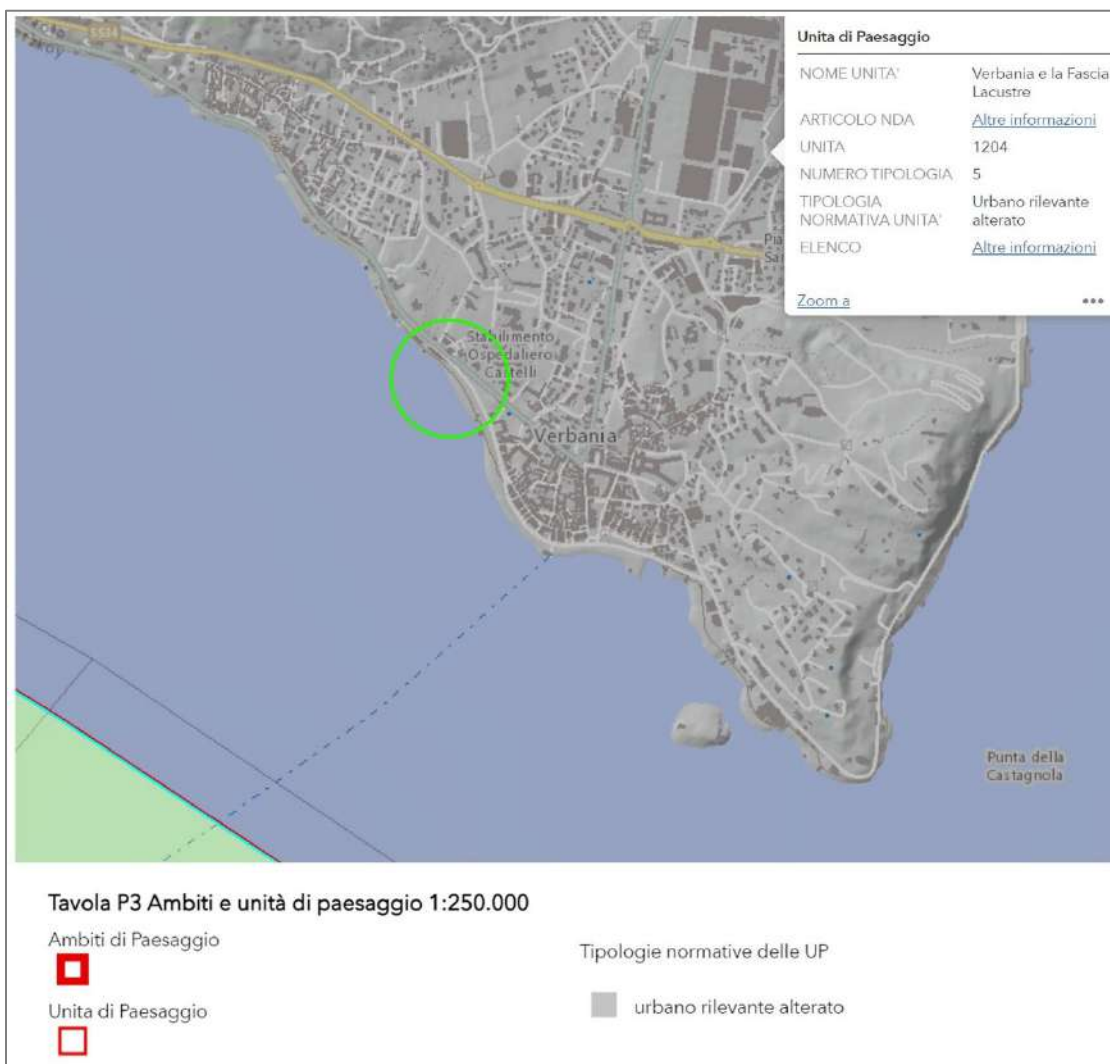 SS34
Unita di Paesaggio
NOME UNITA' Verbania e la Fascia
Lacustre
ARTICOLO NDA Altre informazioni
UNITA 1204
NUMERO TIPOLOGIA 5
TIPOLOGIA Urbano rilevante
NORMATIVA UNITA' alterato
ELENCO Altre informazioni
Zoom a
Stabilimento
Ospedaliero
Castelli
Verbania
Punta della
Castagnola
Tavola P3 Ambiti e unità di paesaggio 1:250.000
Ambiti di Paesaggio
Unita di Paesaggio
Tipologie normative delle UP
urbano rilevante alterato